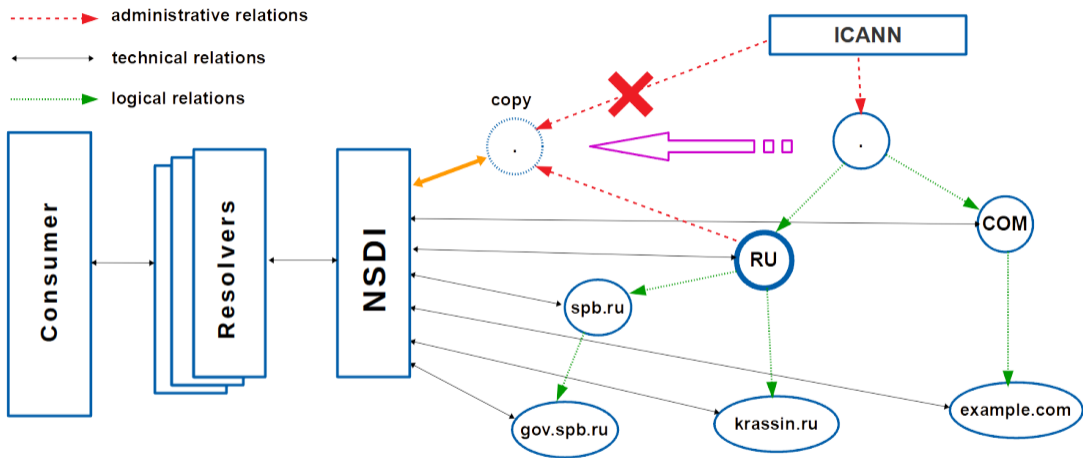 administrative relations
technical relations
logical relations
ICANN
copy
.
.
Consumer
Resolvers
NSDI
COM
RU
spb.ru
gov.spb.ru
krassin.ru
example.com